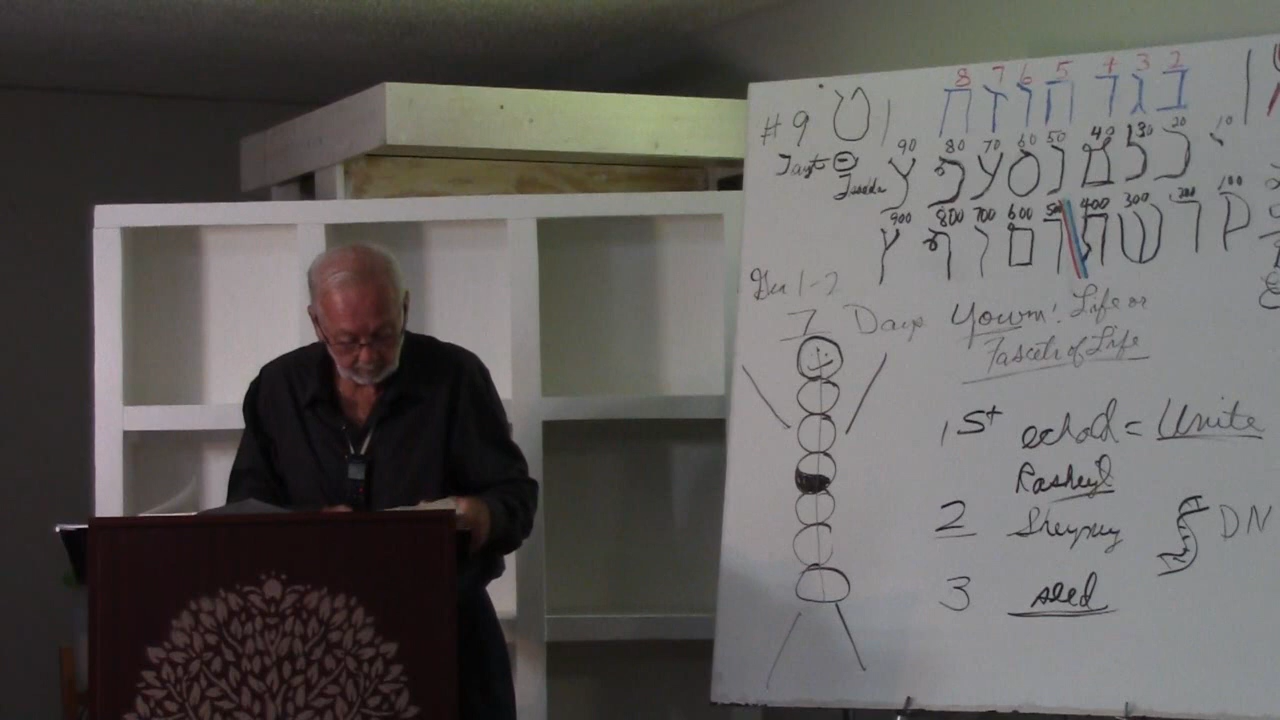 8 7 6 5 4 3 2
ח ז ו ה ד ג ב
#9 ט
90 80 70 60 50 40 30 20 10
צ פ ע ס נ מ ל כ י
900 800 700 600 500 400 300 200 100
ץ ף ן ם ך ת ש ר ק
Gen 1-2
7 Days Yowm: Life or
Fascets of Life
1st echad = Unite
2 DN
3 seed